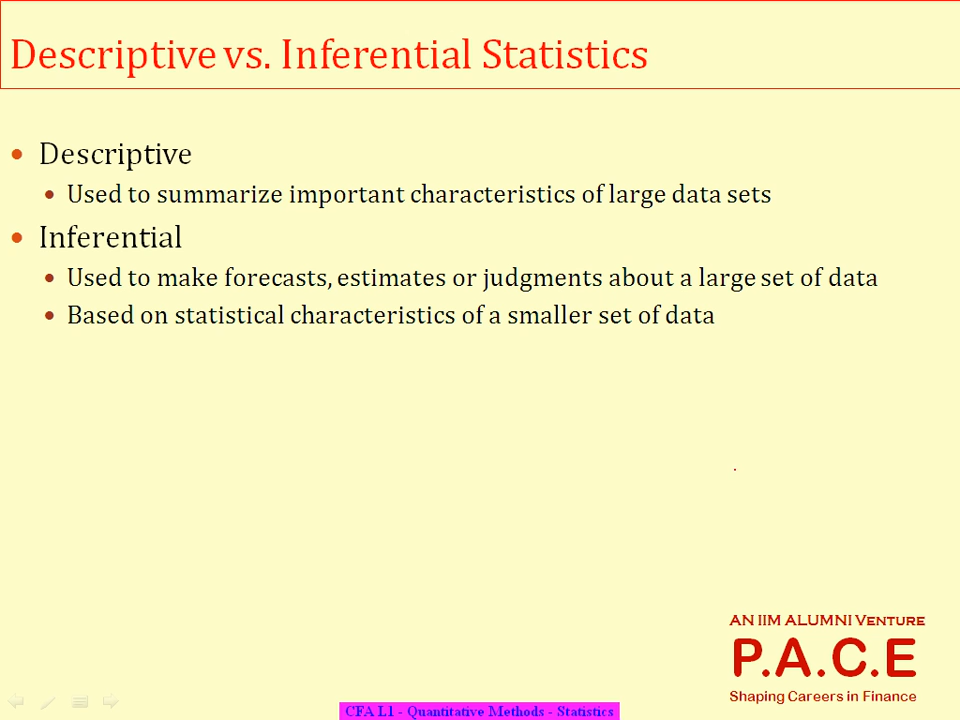 Descriptive vs. Inferential Statistics
Descriptive
Used to summarize important characteristics of large data sets
Inferential
Used to make forecasts, estimates or judgments about a large set of data
Based on statistical characteristics of a smaller set of data
AN IIM ALUMNI VENTURE
P.A.C.E
Shaping Careers in Finance
CFA L1 - Quantitative Methods - Statistics